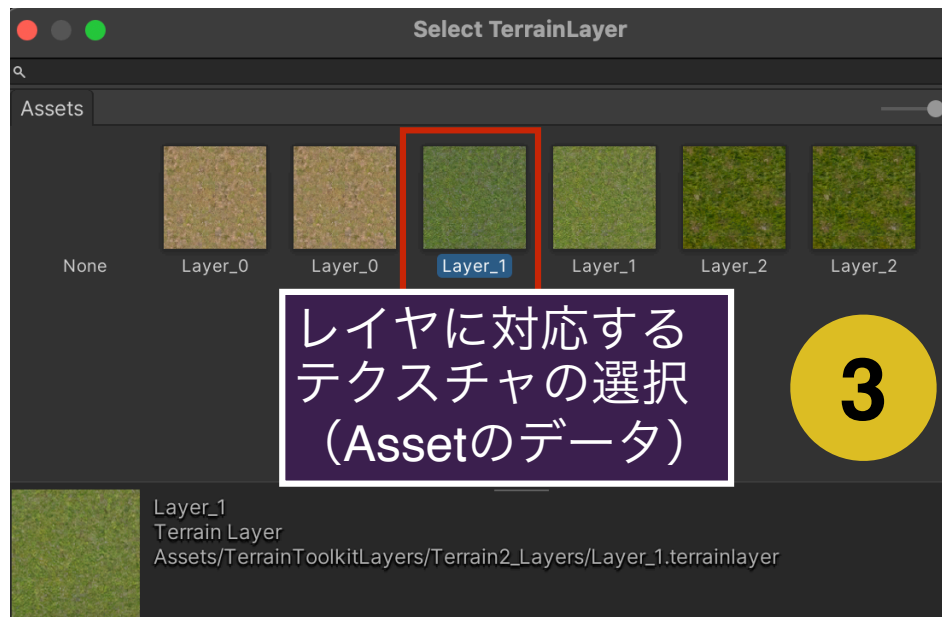 Select TerrainLayer
Assets
None Layer_0 Layer_0 Layer_1 Layer_1 Layer_2 Layer_2
レイヤに対応する
テクスチャの選択
（Assetのデータ）
3
Layer_1
Terrain Layer
Assets/TerrainToolkitLayers/Terrain2_Layers/Layer_1.terrainlayer